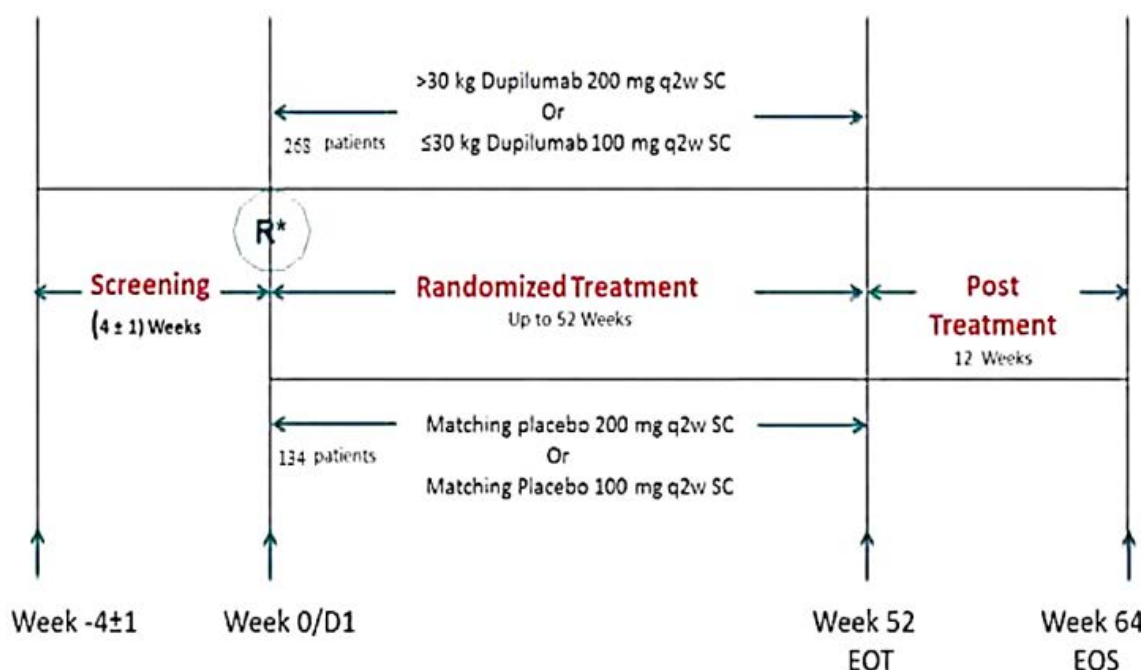 >30 kg Dupilumab 200 mg q2w SC
Or
≤30 kg Dupilumab 100 mg q2w SC
268 patients
R*
Screening
(4 ± 1) Weeks
Randomized Treatment
Up to 52 Weeks
Post
Treatment
12 Weeks
Matching placebo 200 mg q2w SC
Or
Matching Placebo 100 mg q2w SC
134 patients
Week -4±1
Week 0/D1
Week 52
EOT
Week 64
EOS